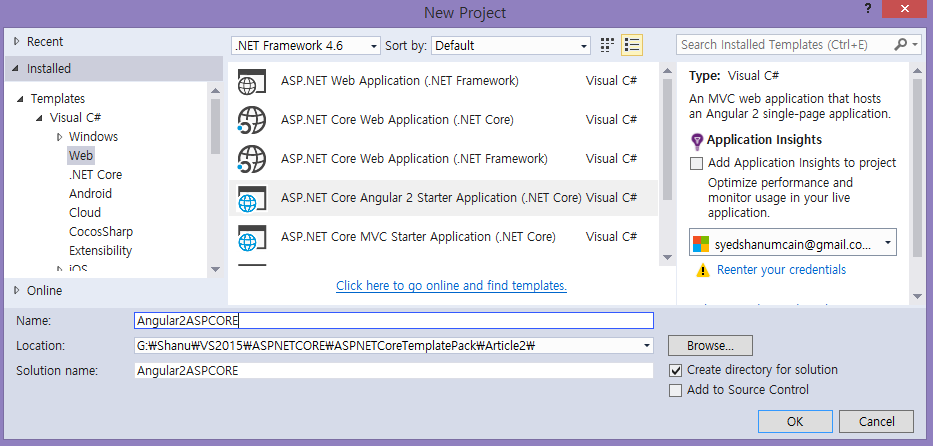 New Project
?
Recent
Installed
Templates
Visual C#
Windows
Web
.NET Core
Android
Cloud
CocosSharp
Extensibility
iOS
Online
.NET Framework 4.6
Sort by: Default
Search Installed Templates (Ctrl+E)
ASP.NET Web Application (.NET Framework) Visual C#
ASP.NET Core Web Application (.NET Core) Visual C#
ASP.NET Core Web Application (.NET Framework) Visual C#
ASP.NET Core Angular 2 Starter Application (.NET Core) Visual C#
ASP.NET Core MVC Starter Application (.NET Core) Visual C#
Click here to go online and find templates.
Type: Visual C#
An MVC web application that hosts
an Angular 2 single-page application.
Application Insights
Add Application Insights to project
Optimize performance and
monitor usage in your live
application.
syedshanumcain@gmail.co...
Reenter your credentials
Name: Angular2ASPCORE
Location: G:₩Shanu₩VS2015₩ASPNETCORE₩ASPNETCoreTemplatePack₩Article2₩
Browse...
Solution name: Angular2ASPCORE
Create directory for solution
Add to Source Control
OK
Cancel